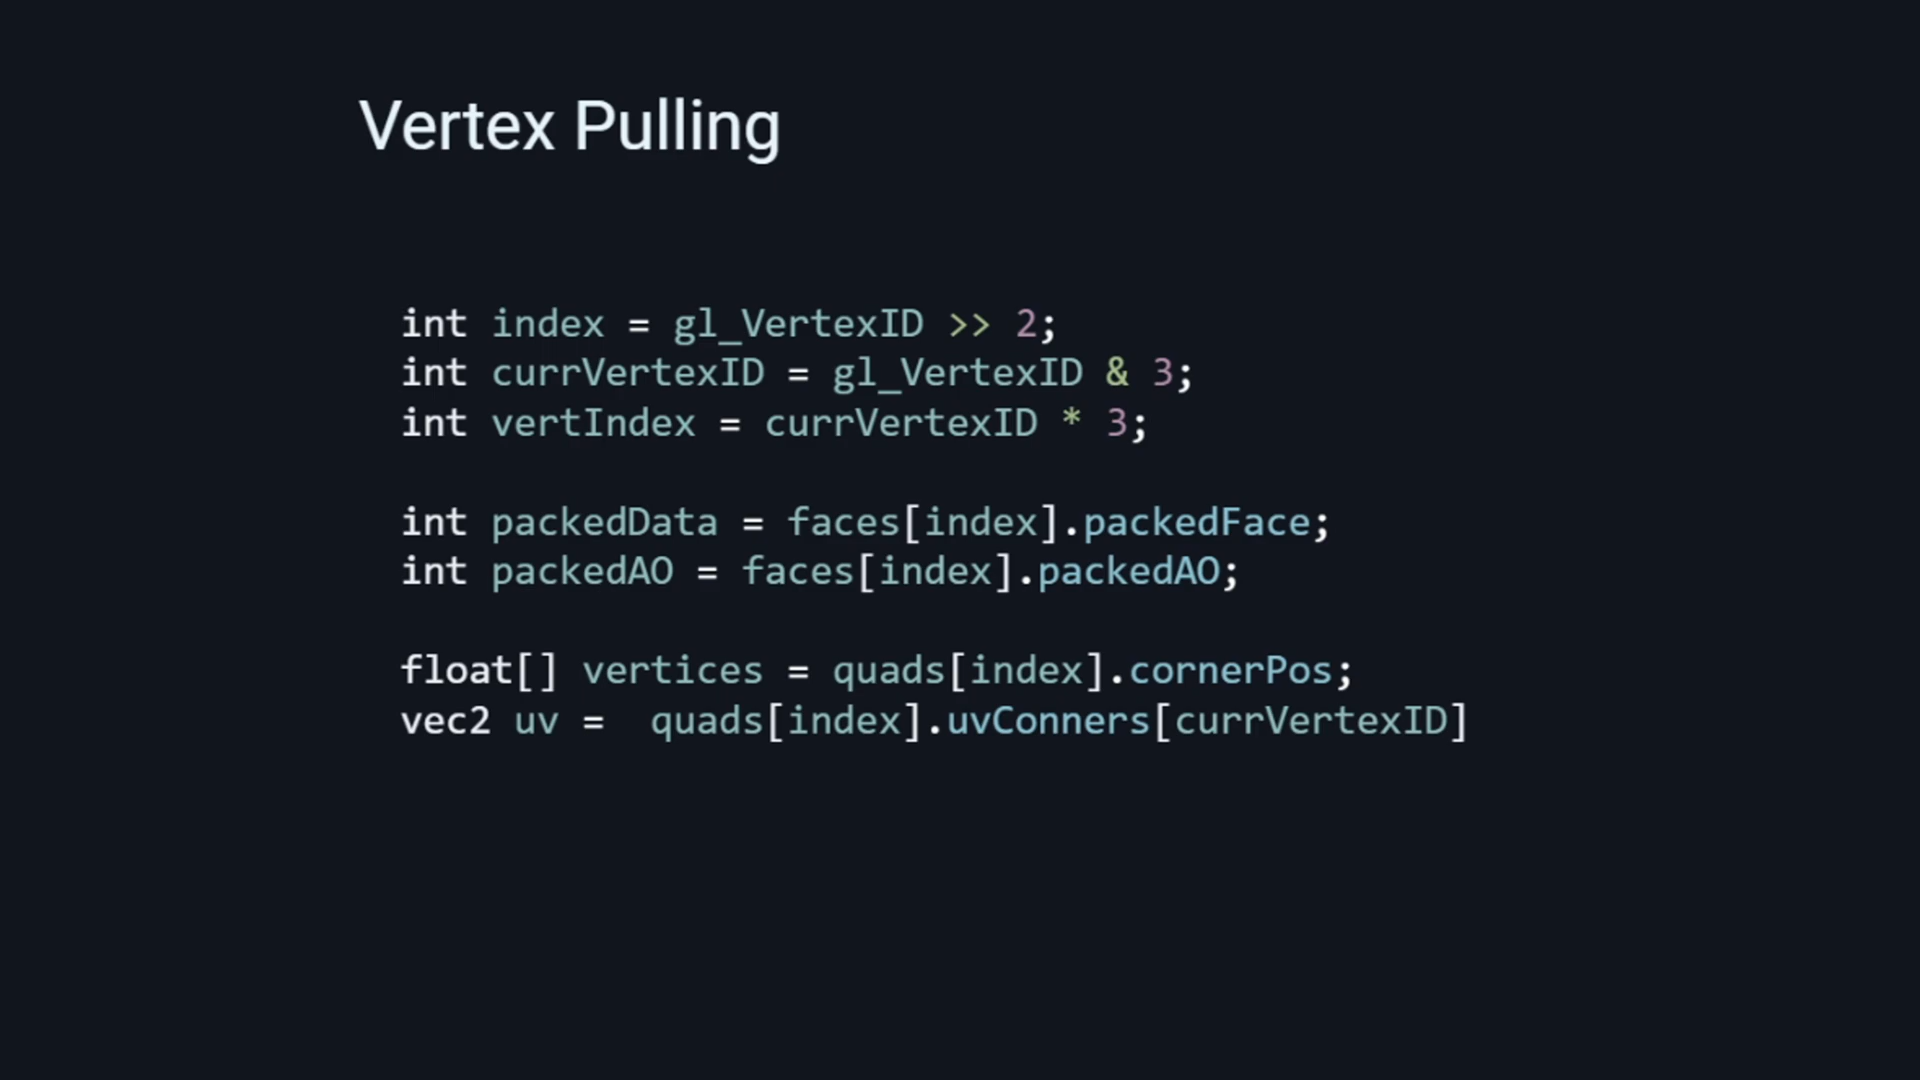 Vertex Pulling
int index = gl_VertexID >> 2;
int currVertexID = gl_VertexID & 3;
int vertIndex = currVertexID * 3;
int packedData = faces[index].packedFace;
int packedAO = faces[index].packedAO;
float[] vertices = quads[index].cornerPos;
vec2 uv =  quads[index].uvConners[currVertexID]